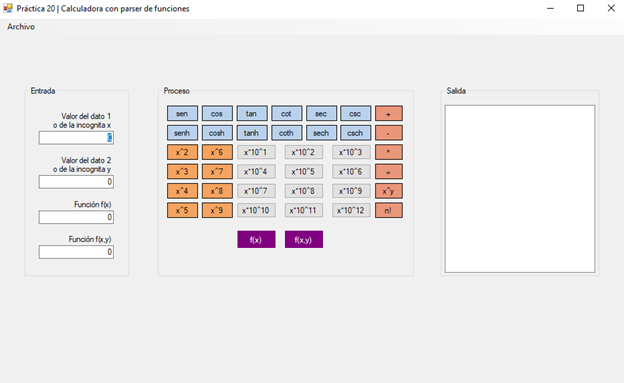 Práctica 20 | Calculadora con parser de funciones
Archivo
Entrada
Valor del dato 1
o de la incognita x
0
Valor del dato 2
o de la incognita y
0
Función f(x)
0
Función f(x,y)
0
Proceso
sen cos tan cot sec csc +
senh cosh tanh coth sech csch -
x^2 x^6 x*10^1 x*10^2 x*10^3 *
x^3 x^7 x*10^4 x*10^5 x*10^6 ÷
x^4 x^8 x*10^7 x*10^8 x*10^9 x^y
x^5 x^9 x*10^10 x*10^11 x*10^12 n!
f(x) f(x,y)
Salida